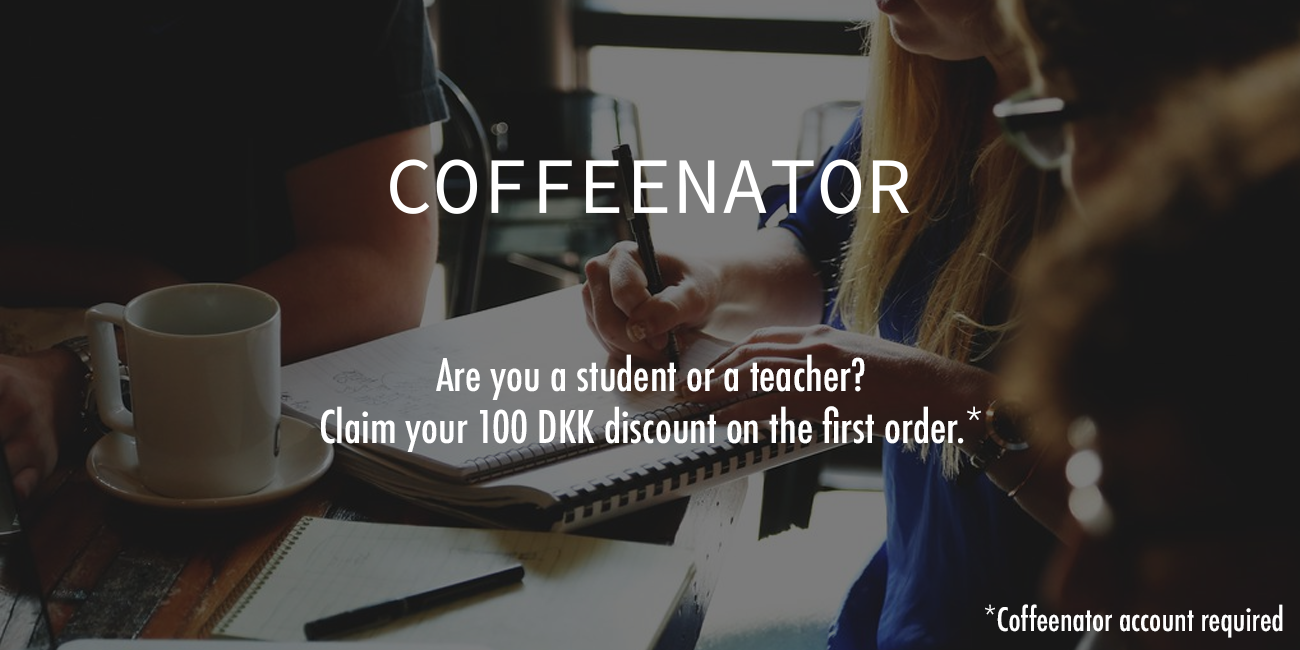 COFFEENATOR
Are you a student or a teacher?
Claim your 100 DKK discount on the first order.*
*Coffeenator account required